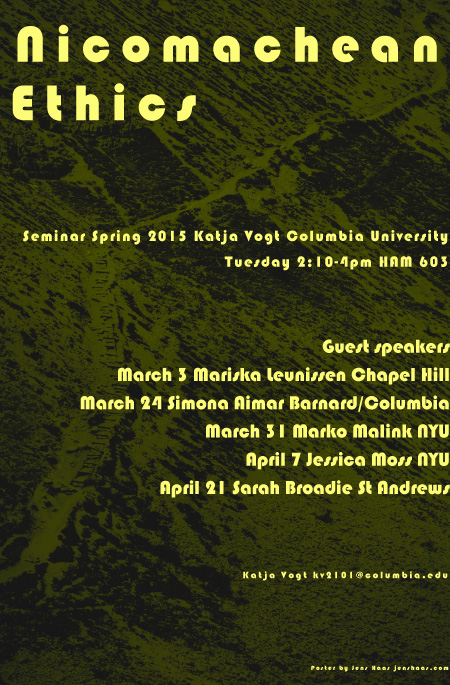 Nicomachean
Ethics
Seminar Spring 2015 Katja Vogt Columbia University
Tuesday 2:10-4pm HAM 603
Guest speakers
March 3 Mariska Leunissen Chapel Hill
March 24 Simona Aimar Barnard/Columbia
March 31 Marko Malink NYU
April 7 Jessica Moss NYU
April 21 Sarah Broadie St Andrews
Katja Vogt kv2101@columbia.edu
Poster by Jens Haas jenshaas.com